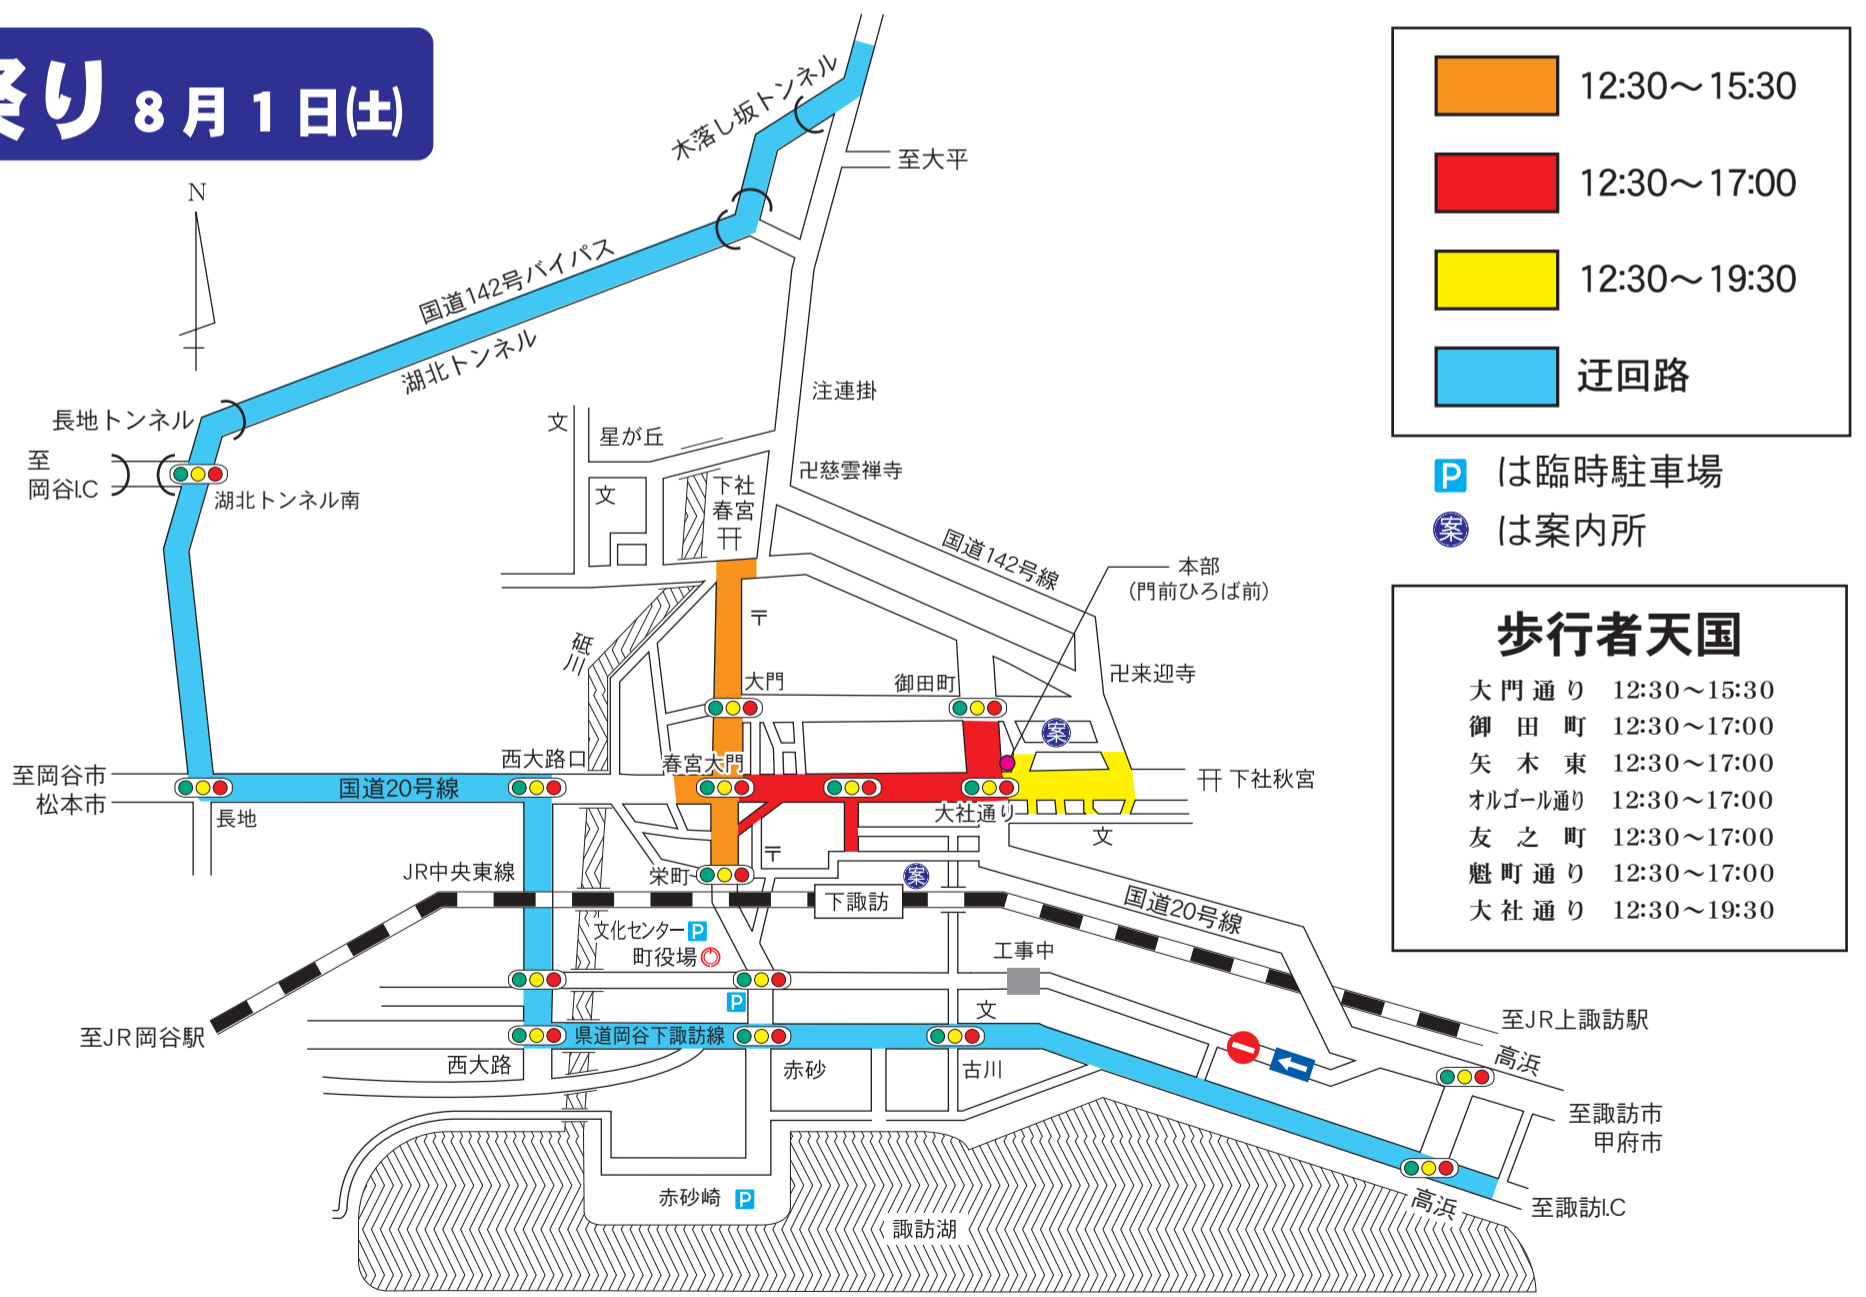 祭り 8月1日(土)
N
木落し坂トンネル
至大平
国道142号バイパス
湖北トンネル
長地トンネル
至
岡谷I.C
湖北トンネル南
注連掛
文
星が丘
卍慈雲禅寺
文
下社
春宮
国道142号線
本部
(門前ひろば前)
〒
砥川
大門
御田町
卍来迎寺
案
西大路口
春宮大門
至岡谷市
松本市
国道20号線
下社秋宮
長地
大社通り
文
〒
JR中央東線
栄町
案
下諏訪
国道20号線
文化センター P
町役場
工事中
P
文
至JR岡谷駅
県道岡谷下諏訪線
至JR上諏訪駅
西大路
赤砂
古川
高浜
至諏訪市
甲府市
赤砂崎 P
高浜
至諏訪I.C
諏訪湖
12:30～15:30
12:30～17:00
12:30～19:30
迂回路
P は臨時駐車場
案 は案内所
歩行者天国
大門通り 12:30～15:30
御田町 12:30～17:00
矢木東 12:30～17:00
オルゴール通り 12:30～17:00
友之町 12:30～17:00
魁町通り 12:30～17:00
大社通り 12:30～19:30